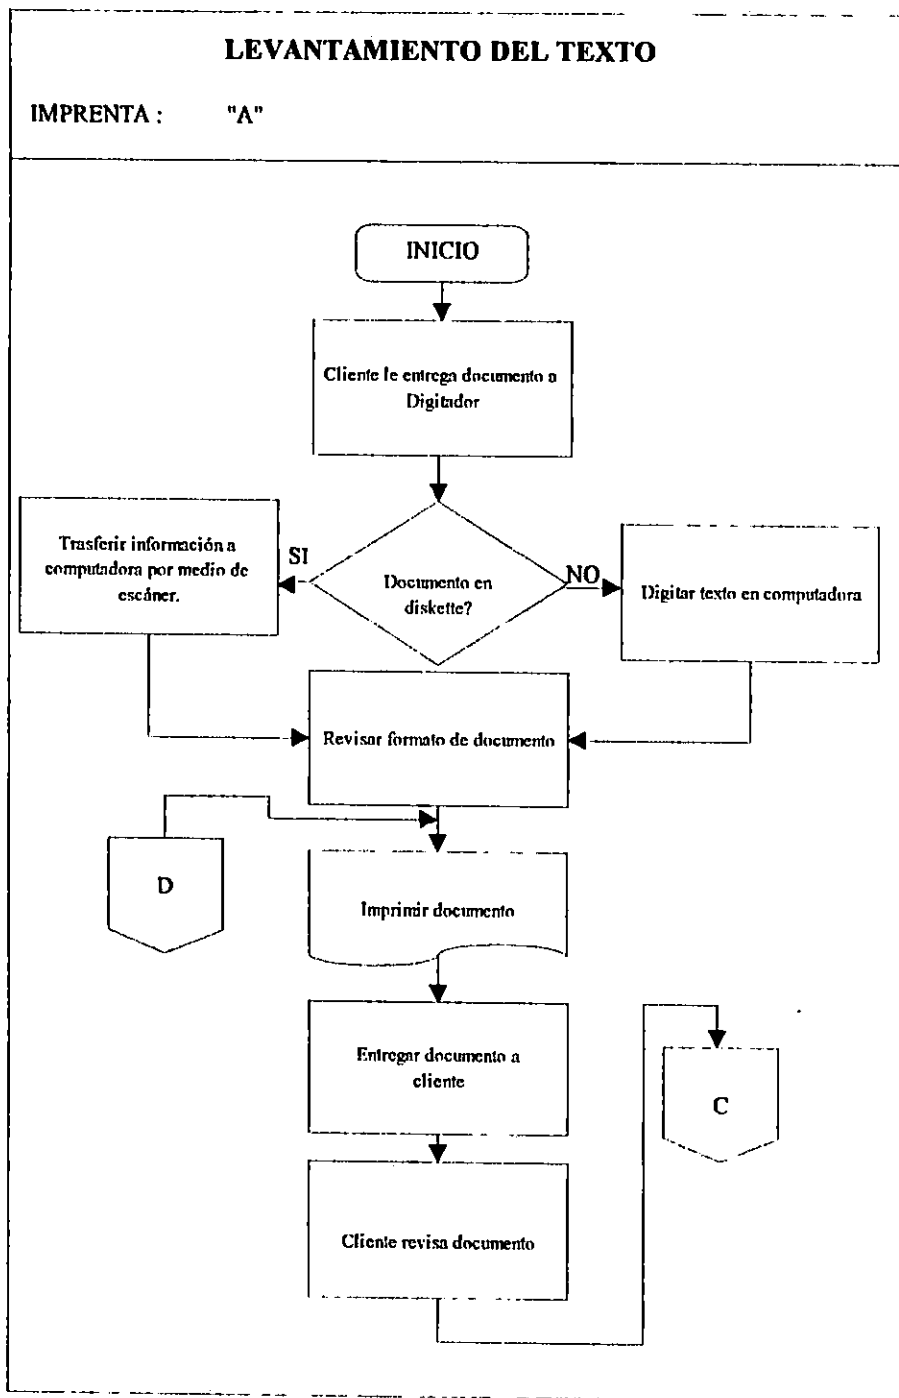 LEVANTAMIENTO DEL TEXTO
IMPRENTA : "A"
INICIO
Cliente le entrega documento a
Digitador
Trasferir información a
computadora por medio de
escáner.
SI
Documento en
diskette?
NO
Digitar texto en computadora
Revisar formato de documento
D
Imprimir documento
Entregar documento a
cliente
C
Cliente revisa documento